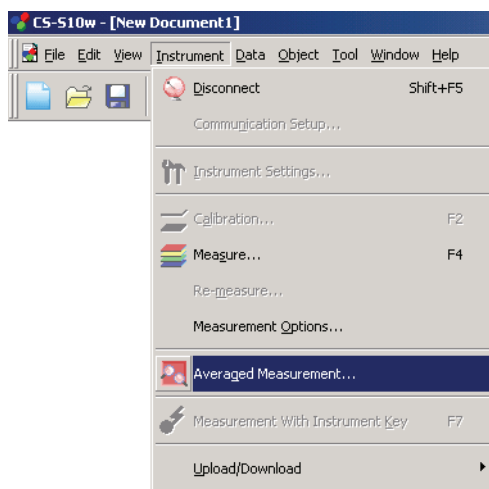 CS-S10w - [New Document1]
File Edit View Instrument Data Object Tool Window Help
Disconnect Shift+F5
Communication Setup...
Instrument Settings...
Calibration... F2
Measure... F4
Re-measure...
Measurement Options...
Averaged Measurement...
Measurement With Instrument Key F7
Upload/Download